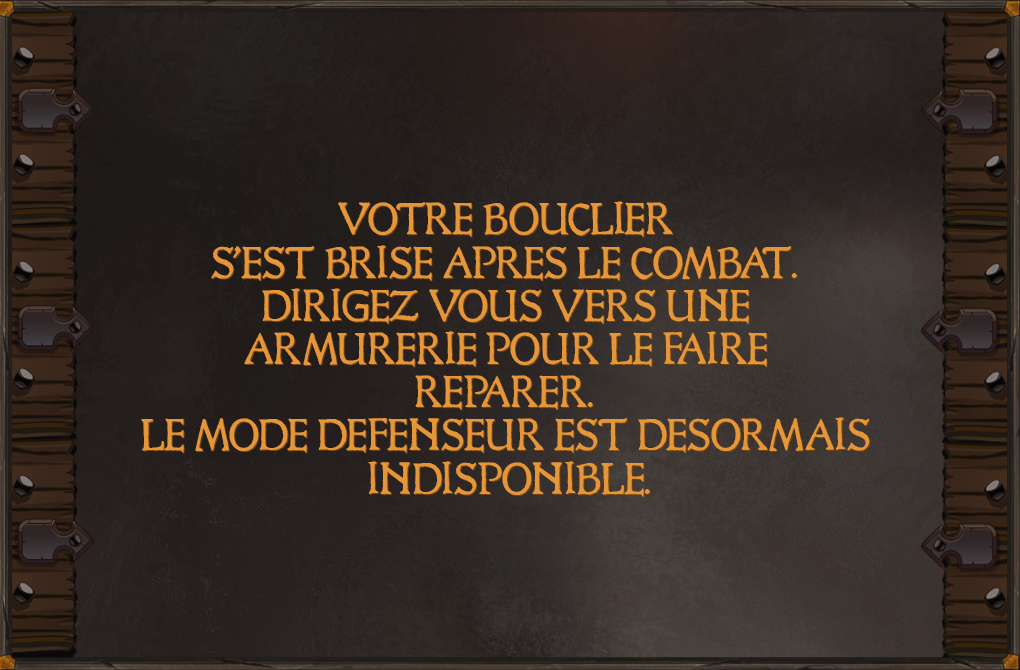 VOTRE BOUCLIER
S'EST BRISE APRES LE COMBAT.
DIRIGEZ VOUS VERS UNE
ARMURERIE POUR LE FAIRE
REPARER.
LE MODE DEFENSEUR EST DESORMAIS
INDISPONIBLE.